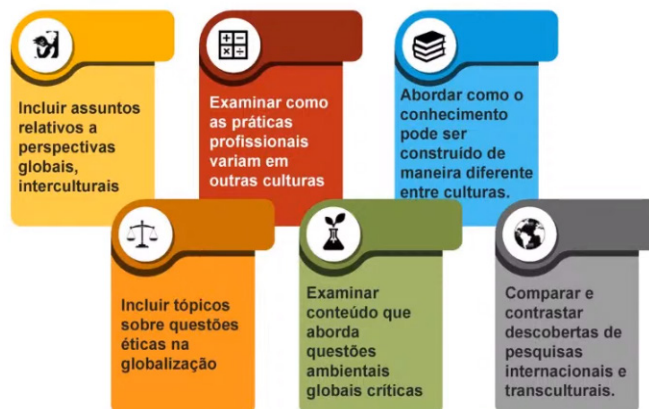 Incluir assuntos
relativos a
perspectivas
globais,
interculturais
Examinar como
as práticas
profissionais
variam em
outras culturas
Abordar como o
conhecimento
pode ser
construído de
maneira diferente
entre culturas.
Incluir tópicos
sobre questões
éticas na
globalização
Examinar
conteúdo que
aborda
questões
ambientais
globais críticas
Comparar e
contrastar
descobertas de
pesquisas
internacionais e
transculturais.